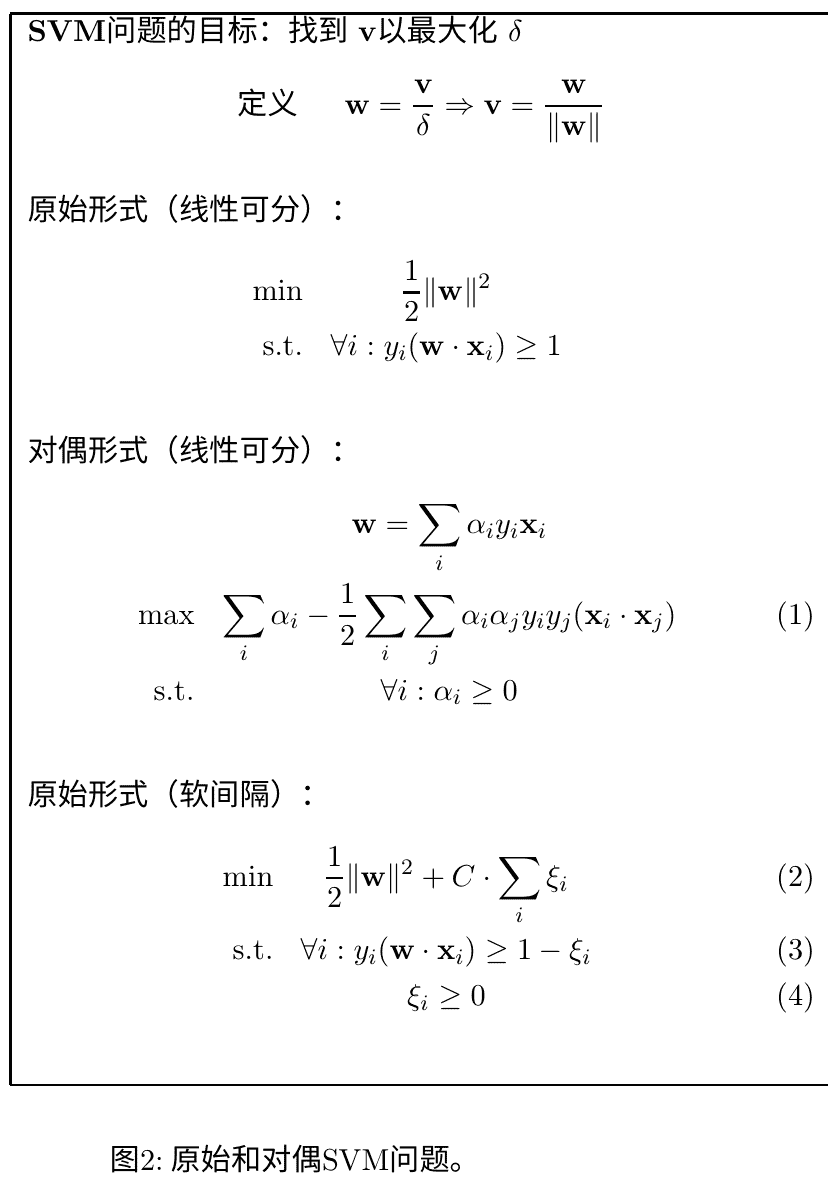 SVM问题的目标：找到 v以最大化 δ
定义 w = v/δ ⇒ v = w/‖w‖
原始形式（线性可分）：
min 1/2 ‖w‖²
s.t. ∀i : yᵢ(w · xᵢ) ≥ 1
对偶形式（线性可分）：
w = ∑ᵢ αᵢyᵢxᵢ
max ∑ᵢ αᵢ − 1/2 ∑ᵢ ∑ⱼ αᵢαⱼyᵢyⱼ(xᵢ · xⱼ) (1)
s.t. ∀i : αᵢ ≥ 0
原始形式（软间隔）：
min 1/2 ‖w‖² + C · ∑ᵢ ξᵢ (2)
s.t. ∀i : yᵢ(w · xᵢ) ≥ 1 − ξᵢ (3)
ξᵢ ≥ 0 (4)
图2: 原始和对偶SVM问题。